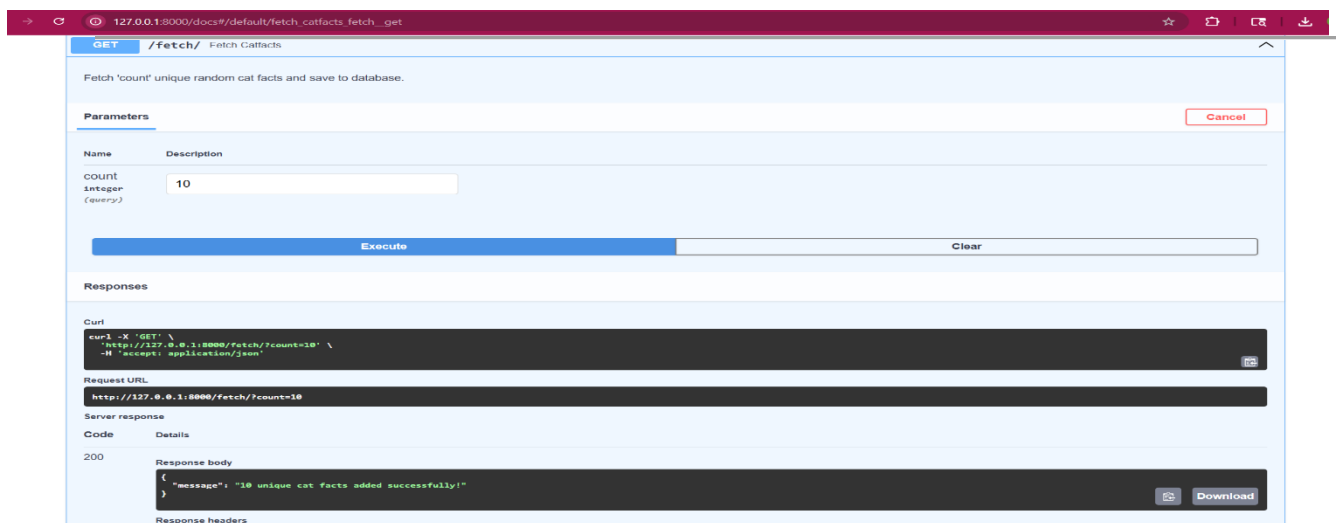 127.0.0.1:8000/docs#/default/fetch_catfacts_fetch__get
GET /fetch/ Fetch Catfacts
Fetch 'count' unique random cat facts and save to database.
Parameters
Cancel
Name Description
count
integer
(query)
10
Execute Clear
Responses
Curl
curl -X 'GET' \
'http://127.0.0.1:8000/fetch/?count=10' \
-H 'accept: application/json'
Request URL
http://127.0.0.1:8000/fetch/?count=10
Server response
Code Details
200
Response body
{
"message": "10 unique cat facts added successfully!"
}
Download
Response headers